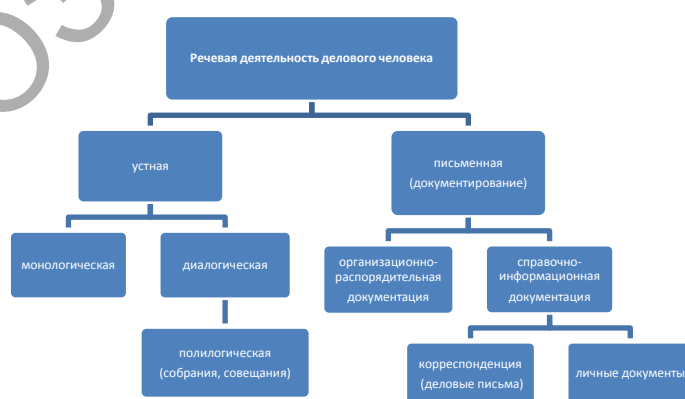 Речевая деятельность делового человека
устная
письменная
(документирование)
монологическая
диалогическая
организационно-
распорядительная
документация
справочно-
информационная
документация
полилогическая
(собрания, совещания)
корреспонденция
(деловые письма)
личные документы